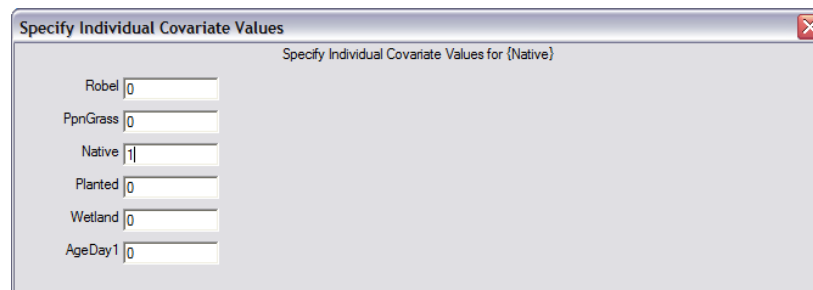 Specify Individual Covariate Values
Specify Individual Covariate Values for {Native}
Robel 0
PpnGrass 0
Native 1
Planted 0
Wetland 0
AgeDay1 0